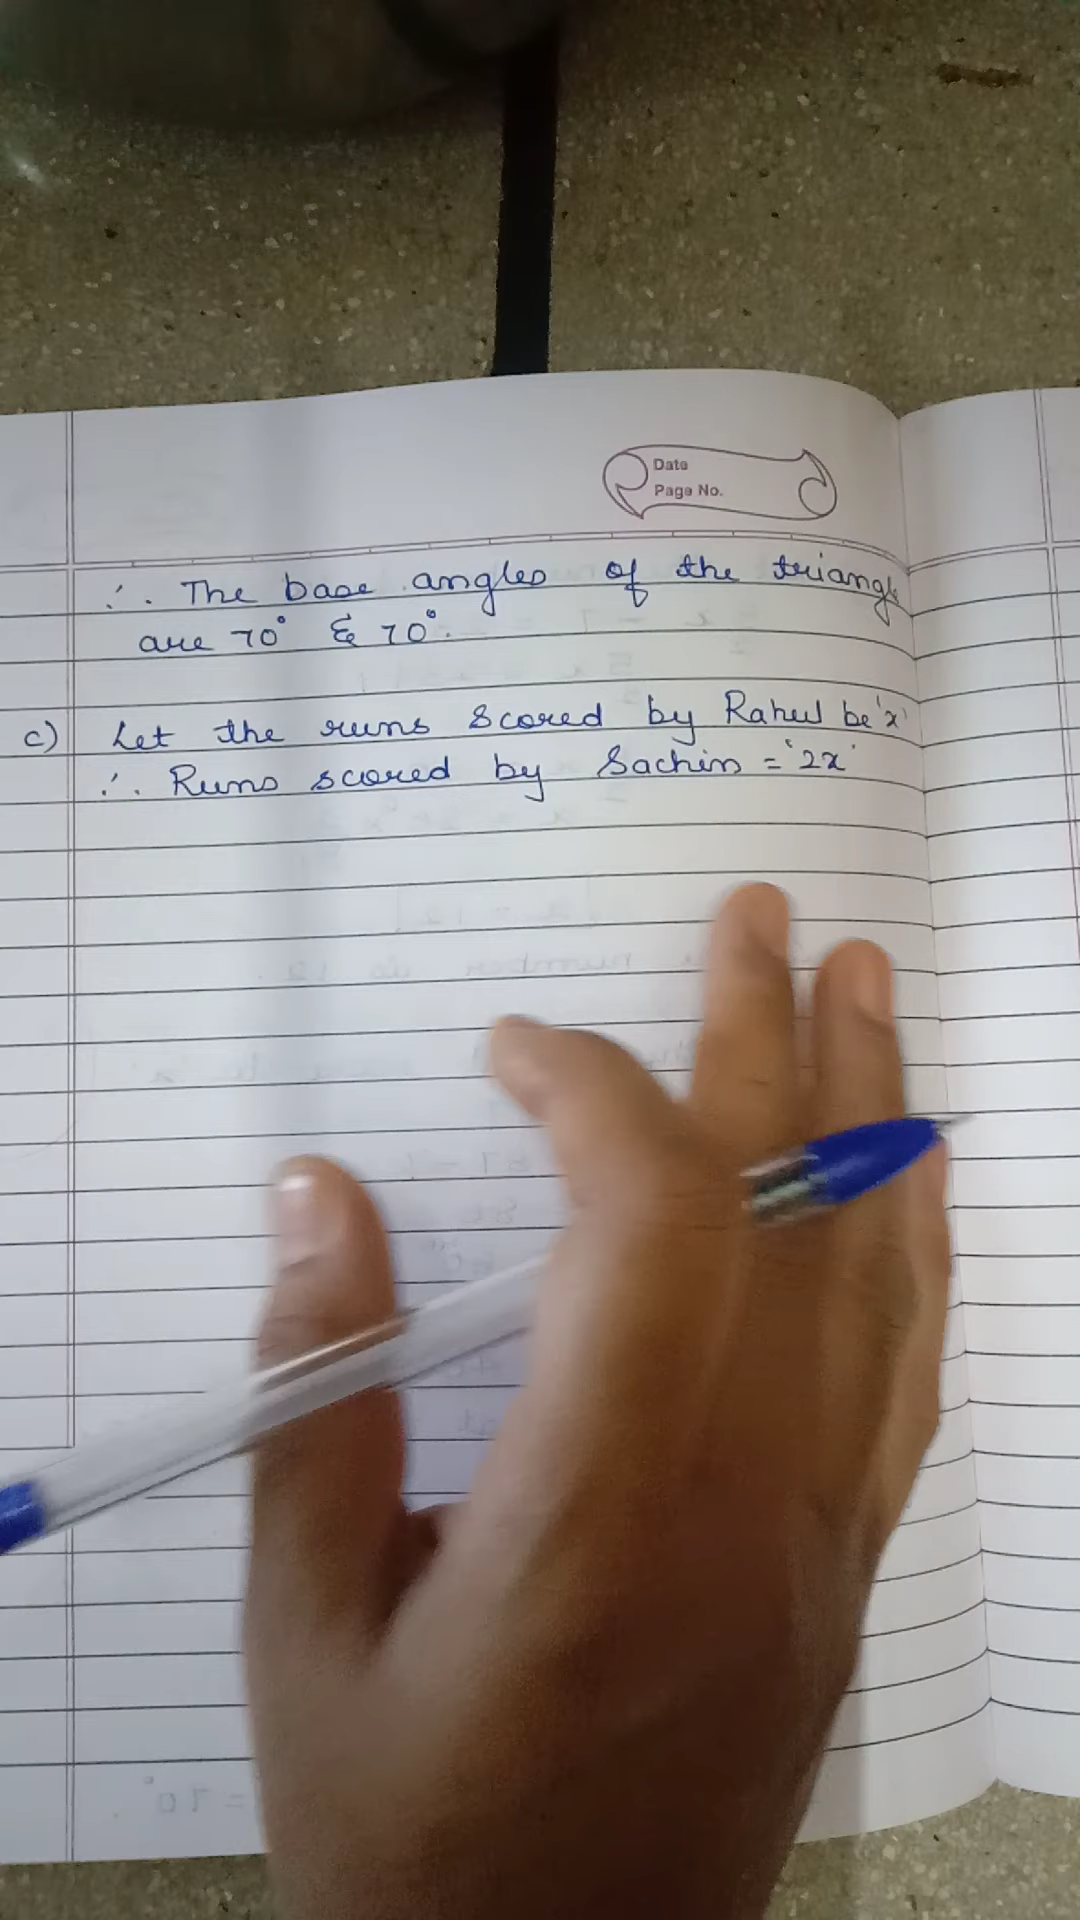 Date
Page No.
∴ The base angles of the triangle
are 70° & 70°.
c) Let the runs scored by Rahul be 'x'
∴ Runs scored by Sachin = '2x'
= 70°